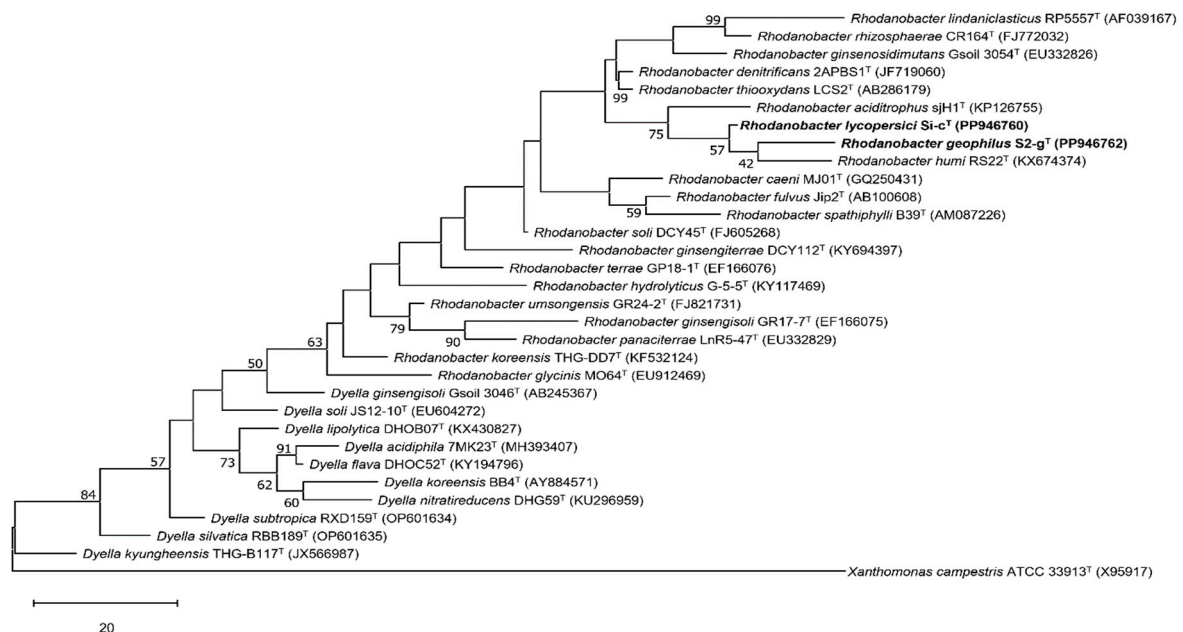 99
Rhodanobacter lindaniclasticus RP5557ᵀ (AF039167)
Rhodanobacter rhizosphaerae CR164ᵀ (FJ772032)
Rhodanobacter ginsenosidimutans Gsoil 3054ᵀ (EU332826)
Rhodanobacter denitrificans 2APBS1ᵀ (JF719060)
Rhodanobacter thiooxydans LCS2ᵀ (AB286179)
99
Rhodanobacter aciditrophus sjH1ᵀ (KP126755)
75
Rhodanobacter lycopersici Si-cᵀ (PP946760)
57
Rhodanobacter geophilus S2-gᵀ (PP946762)
42
Rhodanobacter humi RS22ᵀ (KX674374)
Rhodanobacter caeni MJ01ᵀ (GQ250431)
Rhodanobacter fulvus Jip2ᵀ (AB100608)
59
Rhodanobacter spathiphylli B39ᵀ (AM087226)
Rhodanobacter soli DCY45ᵀ (FJ605268)
Rhodanobacter ginsengiterrae DCY112ᵀ (KY694397)
Rhodanobacter terrae GP18-1ᵀ (EF166076)
Rhodanobacter hydrolyticus G-5-5ᵀ (KY117469)
Rhodanobacter umsongensis GR24-2ᵀ (FJ821731)
79
Rhodanobacter ginsengisoli GR17-7ᵀ (EF166075)
90
Rhodanobacter panaciterrae LnR5-47ᵀ (EU332829)
63
Rhodanobacter koreensis THG-DD7ᵀ (KF532124)
50
Rhodanobacter glycinis MO64ᵀ (EU912469)
Dyella ginsengisoli Gsoil 3046ᵀ (AB245367)
Dyella soli JS12-10ᵀ (EU604272)
Dyella lipolytica DHOB07ᵀ (KX430827)
91
Dyella acidiphila 7MK23ᵀ (MH393407)
73
Dyella flava DHOC52ᵀ (KY194796)
57
62
Dyella koreensis BB4ᵀ (AY884571)
60
Dyella nitratireducens DHG59ᵀ (KU296959)
84
Dyella subtropica RXD159ᵀ (OP601634)
Dyella silvatica RBB189ᵀ (OP601635)
Dyella kyungheensis THG-B117ᵀ (JX566987)
Xanthomonas campestris ATCC 33913ᵀ (X95917)
20